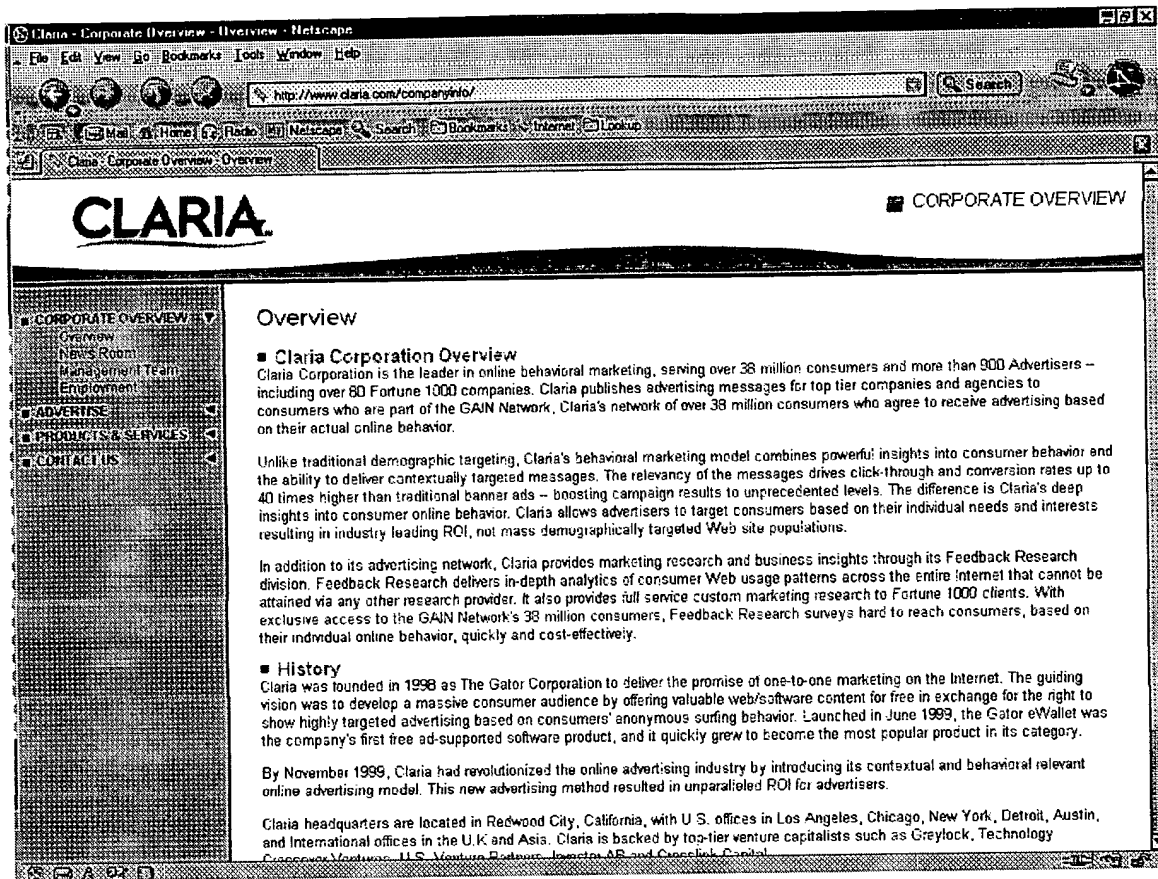 Claria - Corporate Overview - Overview - Netscape
File Edit View Go Bookmarks Tools Window Help
http://www.claria.com/companyinfo/ Search
Mail Home Radio Netscape Search Bookmarks Internet Lookup
Claria - Corporate Overview - Overview
CLARIA
CORPORATE OVERVIEW
CORPORATE OVERVIEW
Overview
News Room
Management Team
Employment
ADVERTISE
PRODUCTS & SERVICES
CONTACT US
Overview
Claria Corporation Overview
Claria Corporation is the leader in online behavioral marketing, serving over 38 million consumers and more than 900 Advertisers --
including over 80 Fortune 1000 companies. Claria publishes advertising messages for top tier companies and agencies to
consumers who are part of the GAIN Network, Claria's network of over 38 million consumers who agree to receive advertising based
on their actual online behavior.
Unlike traditional demographic targeting, Claria's behavioral marketing model combines powerful insights into consumer behavior and
the ability to deliver contextually targeted messages. The relevancy of the messages drives click-through and conversion rates up to
40 times higher than traditional banner ads -- boosting campaign results to unprecedented levels. The difference is Claria's deep
insights into consumer online behavior. Claria allows advertisers to target consumers based on their individual needs and interests
resulting in industry leading ROI, not mass demographically targeted Web site populations.
In addition to its advertising network, Claria provides marketing research and business insights through its Feedback Research
division. Feedback Research delivers in-depth analytics of consumer Web usage patterns across the entire Internet that cannot be
attained via any other research provider. It also provides full service custom marketing research to Fortune 1000 clients. With
exclusive access to the GAIN Network's 38 million consumers, Feedback Research surveys hard to reach consumers, based on
their individual online behavior, quickly and cost-effectively.
History
Claria was founded in 1998 as The Gator Corporation to deliver the promise of one-to-one marketing on the Internet. The guiding
vision was to develop a massive consumer audience by offering valuable web/software content for free in exchange for the right to
show highly targeted advertising based on consumers' anonymous surfing behavior. Launched in June 1999, the Gator eWallet was
the company's first free ad-supported software product, and it quickly grew to become the most popular product in its category.
By November 1999, Claria had revolutionized the online advertising industry by introducing its contextual and behavioral relevant
online advertising model. This new advertising method resulted in unparalleled ROI for advertisers.
Claria headquarters are located in Redwood City, California, with U.S. offices in Los Angeles, Chicago, New York, Detroit, Austin,
and International offices in the U.K and Asia. Claria is backed by top-tier venture capitalists such as Greylock, Technology
Crossover Ventures, U.S. Venture Partners, Investor AB and Crosslink Capital